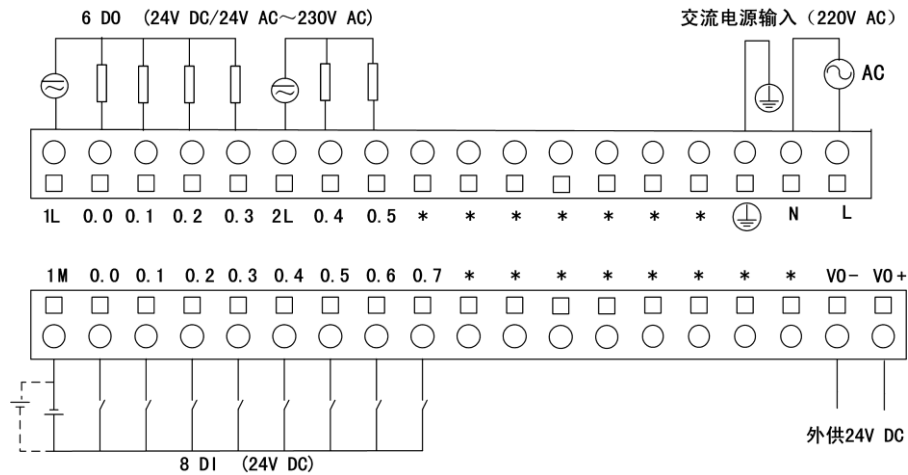 6 DO (24V DC/24V AC～230V AC) 交流电源输入（220V AC）
AC
1L 0.0 0.1 0.2 0.3 2L 0.4 0.5 * * * * * * * N L
1M 0.0 0.1 0.2 0.3 0.4 0.5 0.6 0.7 * * * * * * * * VO- VO+
外供24V DC
8 DI (24V DC)